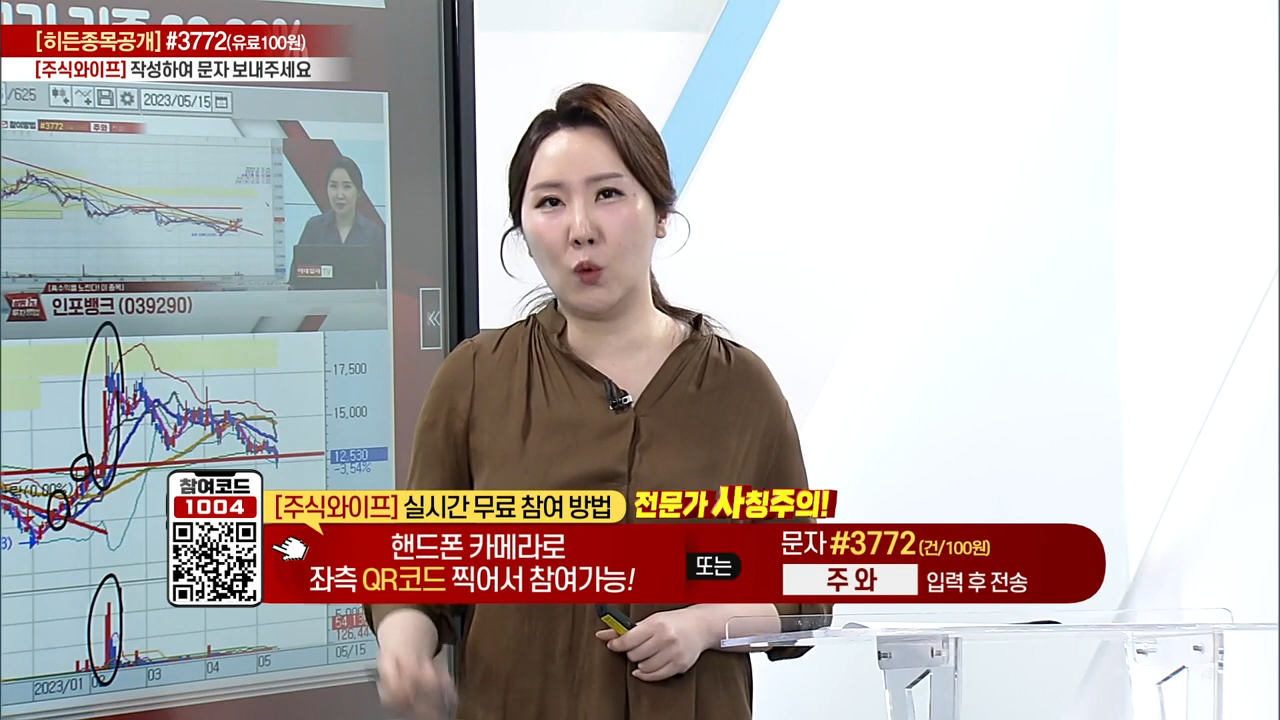 [히든종목공개] #3772(유료100원)
[주식와이프] 작성하여 문자 보내주세요
/625
2023/05/15
#3772
주 와
인포뱅크 (039290)
17,500
15,000
12,530
-3.54%
참여코드
1004
[주식와이프] 실시간 무료 참여 방법
전문가 사칭주의!
핸드폰 카메라로
좌측 QR코드 찍어서 참여가능!
또는
문자 #3772 (건/100원)
주 와 입력 후 전송
05/15
2023/01
03
04
05